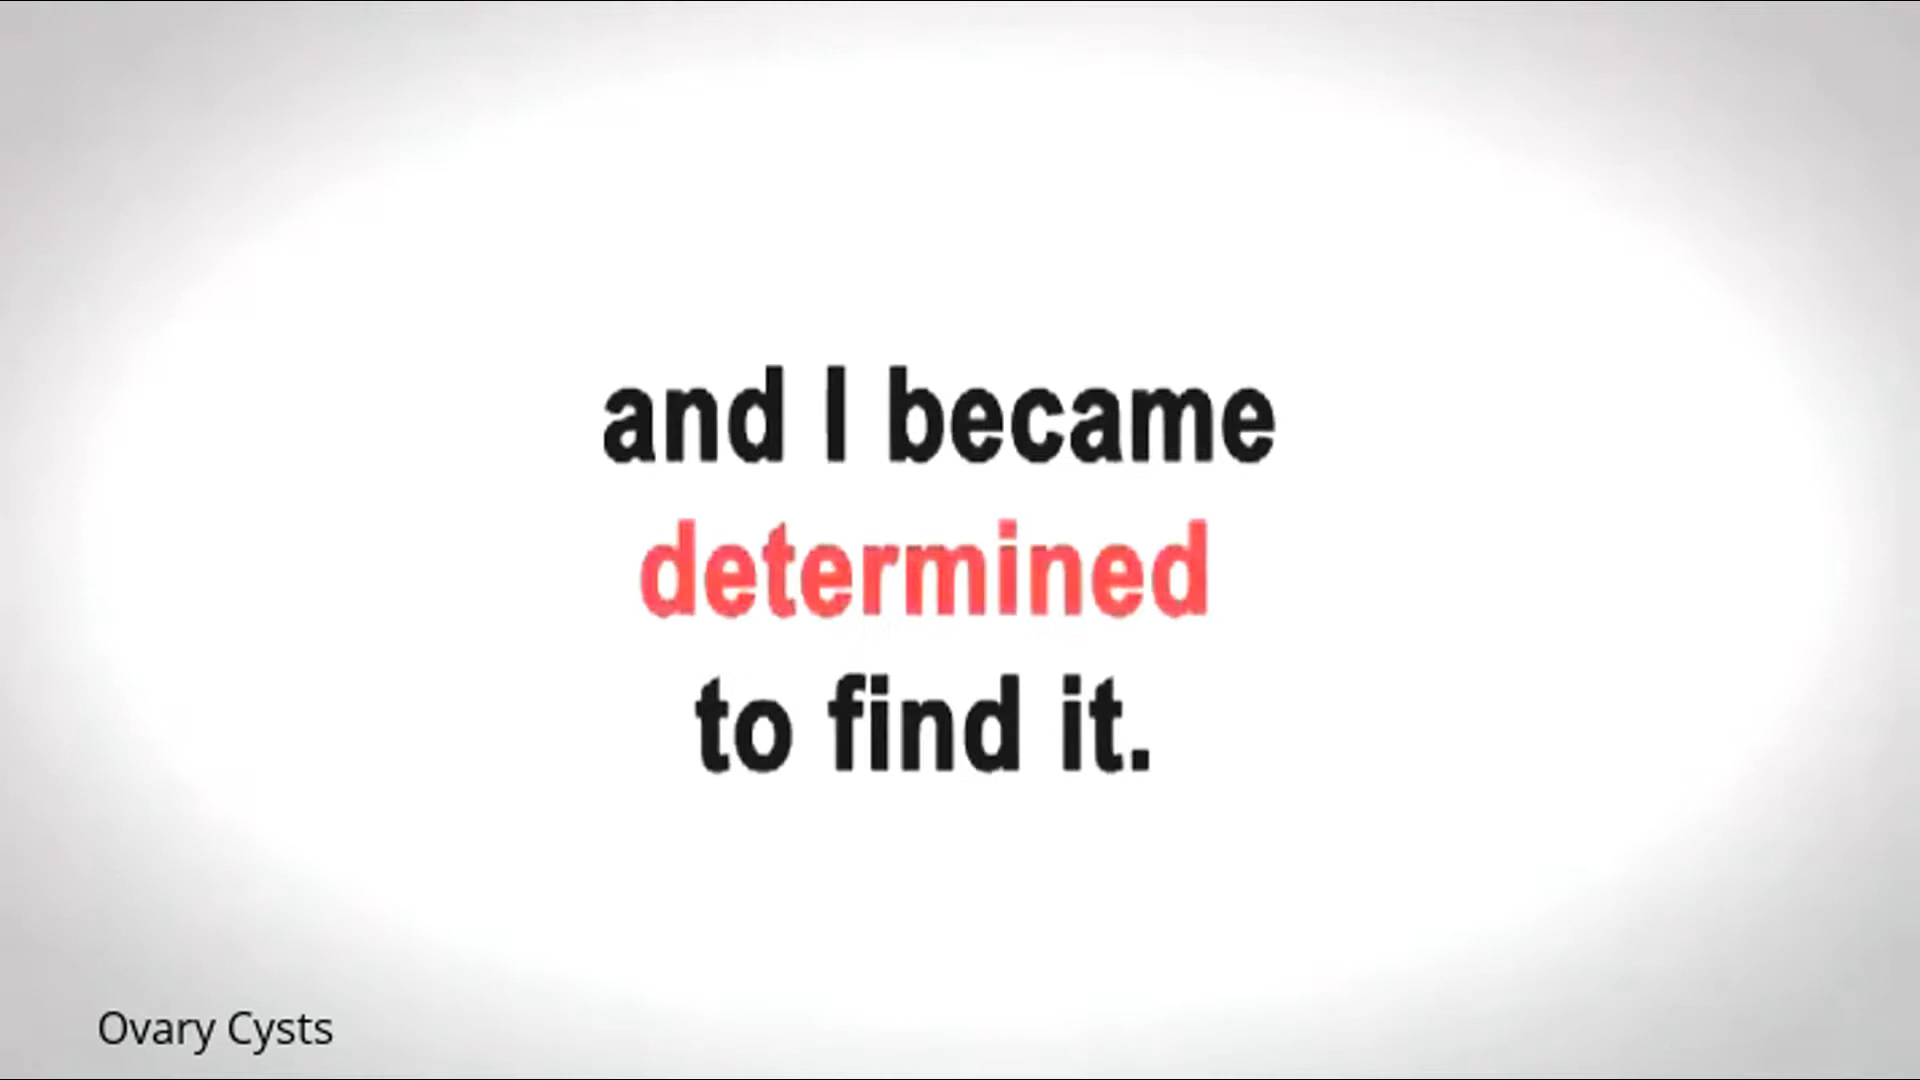 and I became
determined
to find it.
Ovary Cysts